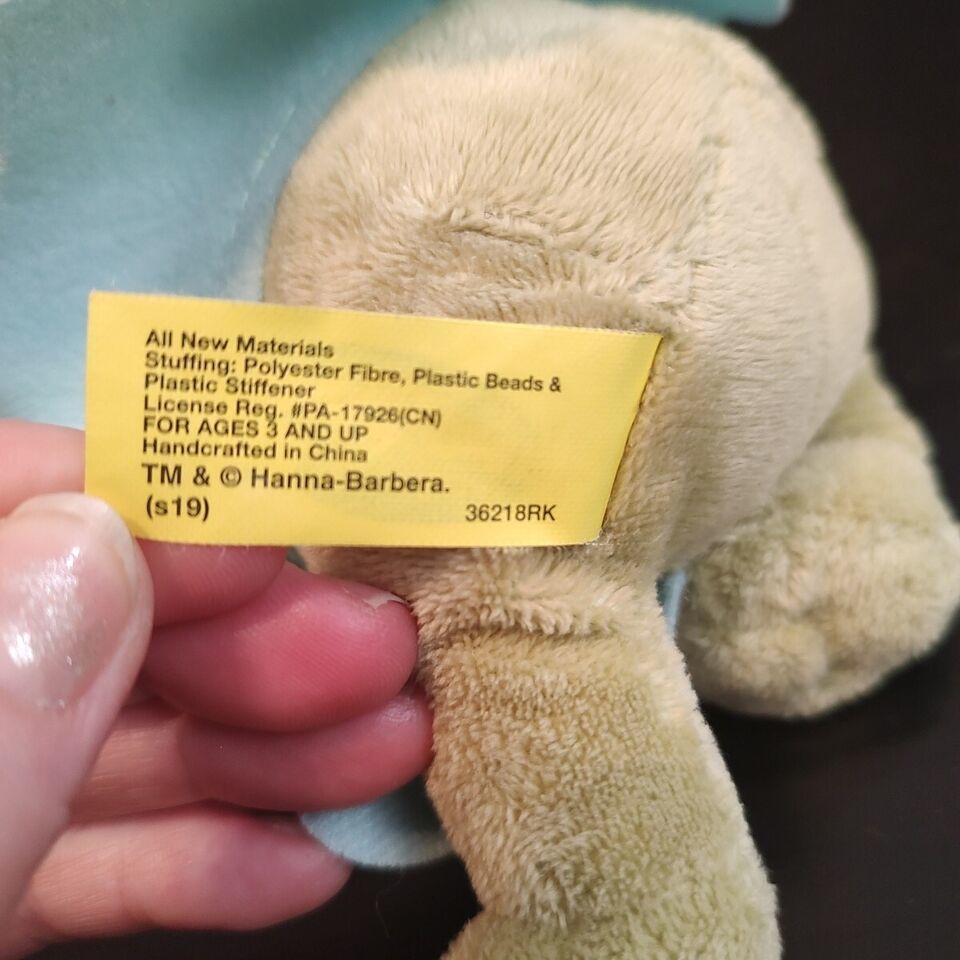 All New Materials
Stuffing: Polyester Fibre, Plastic Beads &
Plastic Stiffener
License Reg. #PA-17926(CN)
FOR AGES 3 AND UP
Handcrafted in China
TM & © Hanna-Barbera.
(s19) 36218RK